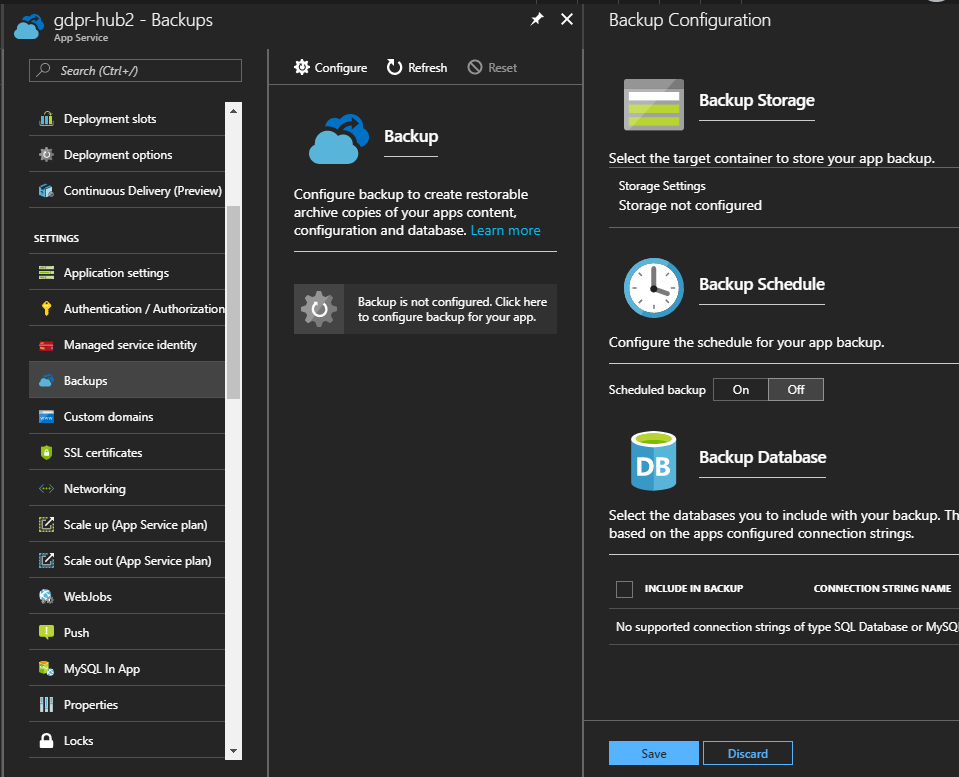 gdpr-hub2 - Backups
App Service
Search (Ctrl+/)
Deployment slots
Deployment options
Continuous Delivery (Preview)
SETTINGS
Application settings
Authentication / Authorization
Managed service identity
Backups
Custom domains
SSL certificates
Networking
Scale up (App Service plan)
Scale out (App Service plan)
WebJobs
Push
MySQL In App
Properties
Locks
Configure
Refresh
Reset
Backup
Configure backup to create restorable
archive copies of your apps content,
configuration and database. Learn more
Backup is not configured. Click here
to configure backup for your app.
Backup Configuration
Backup Storage
Select the target container to store your app backup.
Storage Settings
Storage not configured
Backup Schedule
Configure the schedule for your app backup.
Scheduled backup On Off
DB
Backup Database
Select the databases you to include with your backup. Th
based on the apps configured connection strings.
INCLUDE IN BACKUP CONNECTION STRING NAME
No supported connection strings of type SQL Database or MySQ
Save
Discard